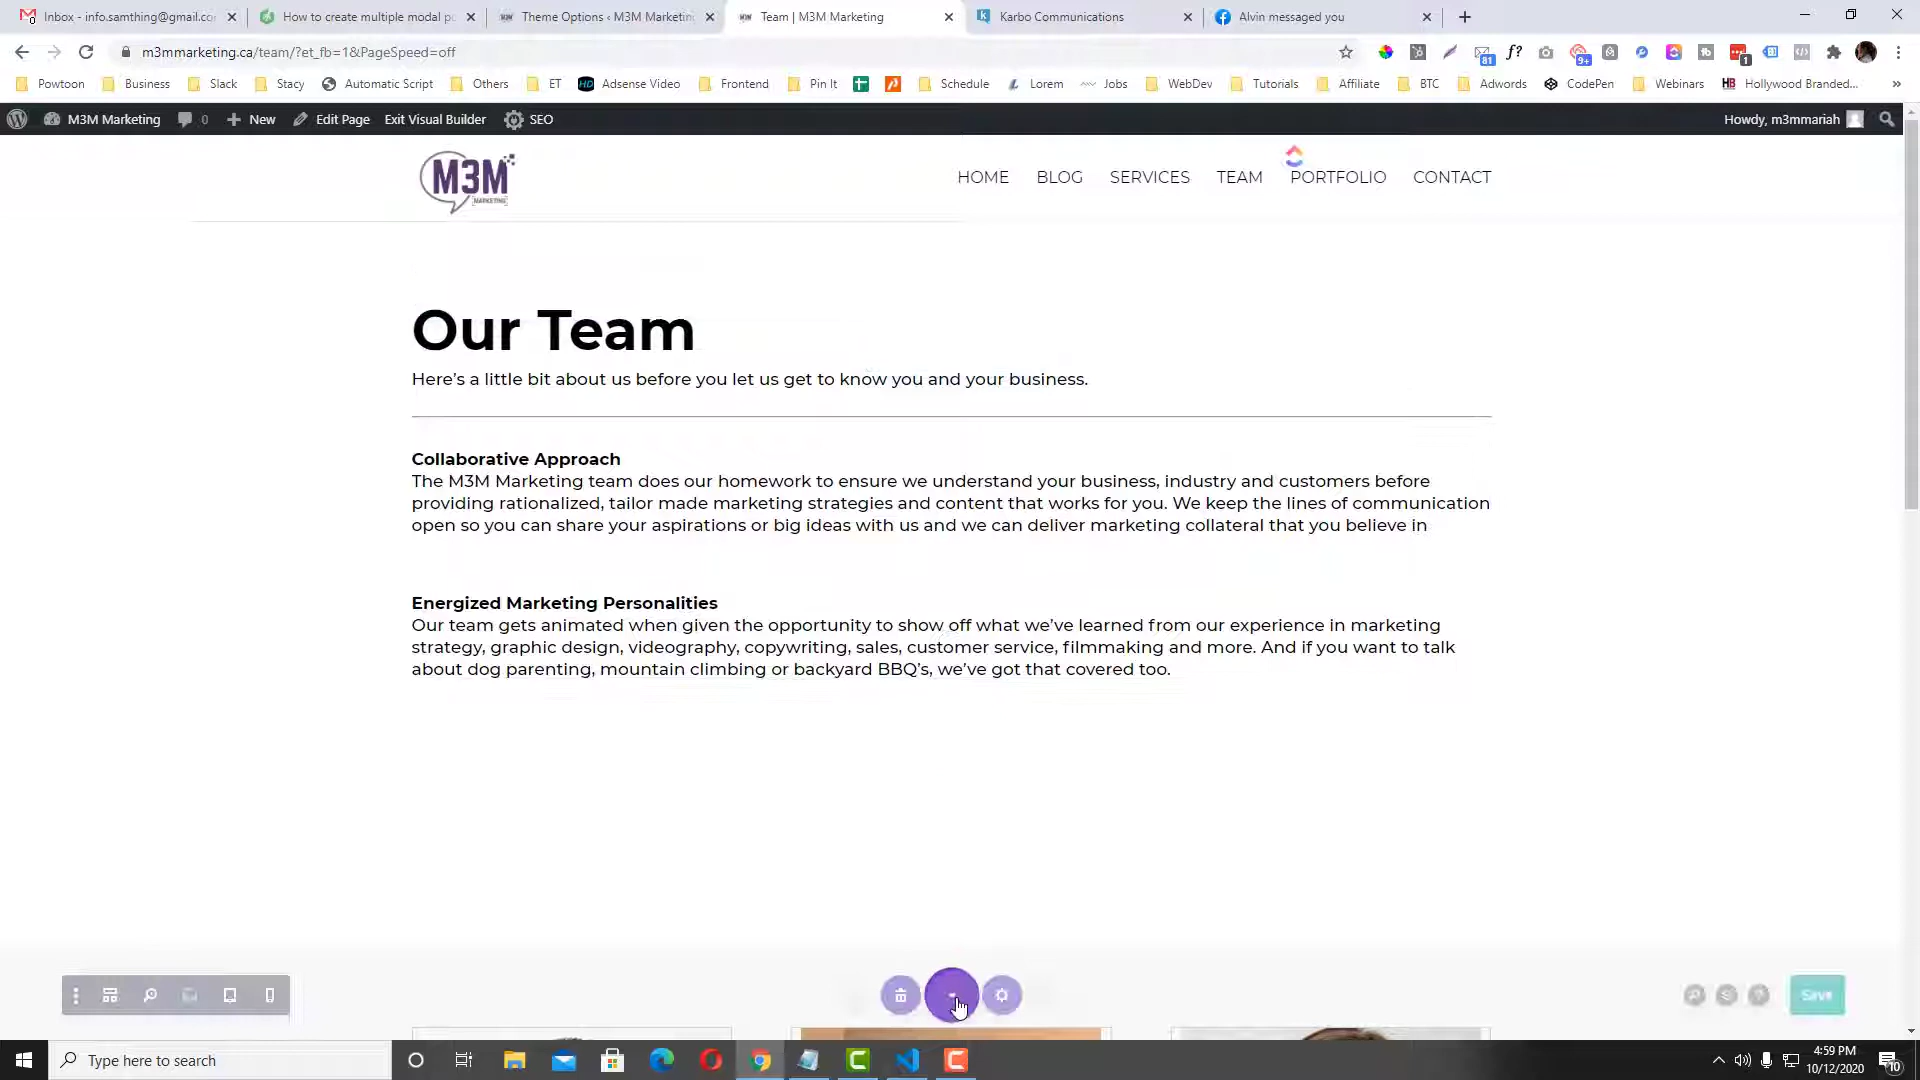 Inbox - info.samthing@gmail.co
How to create multiple modal po
Theme Options ‹ M3M Marketin
Team | M3M Marketing
Karbo Communications
Alvin messaged you
m3mmarketing.ca/team/?et_fb=1&PageSpeed=off
81
f?
9+
1
Powtoon
Business
Slack
Stacy
Automatic Script
Others
ET
HD
Adsense Video
Frontend
Pin It
Schedule
Lorem
Jobs
WebDev
Tutorials
Affiliate
BTC
Adwords
CodePen
Webinars
HB
Hollywood Branded...
M3M Marketing
0
New
Edit Page
Exit Visual Builder
SEO
Howdy, m3mmariah
M3M
MARKETING
HOME
BLOG
SERVICES
TEAM
PORTFOLIO
CONTACT
Our Team
Here's a little bit about us before you let us get to know you and your business.
Collaborative Approach
The M3M Marketing team does our homework to ensure we understand your business, industry and customers before
providing rationalized, tailor made marketing strategies and content that works for you. We keep the lines of communication
open so you can share your aspirations or big ideas with us and we can deliver marketing collateral that you believe in
Energized Marketing Personalities
Our team gets animated when given the opportunity to show off what we've learned from our experience in marketing
strategy, graphic design, videography, copywriting, sales, customer service, filmmaking and more. And if you want to talk
about dog parenting, mountain climbing or backyard BBQ's, we've got that covered too.
Save
Type here to search
4:59 PM
10/12/2020
10